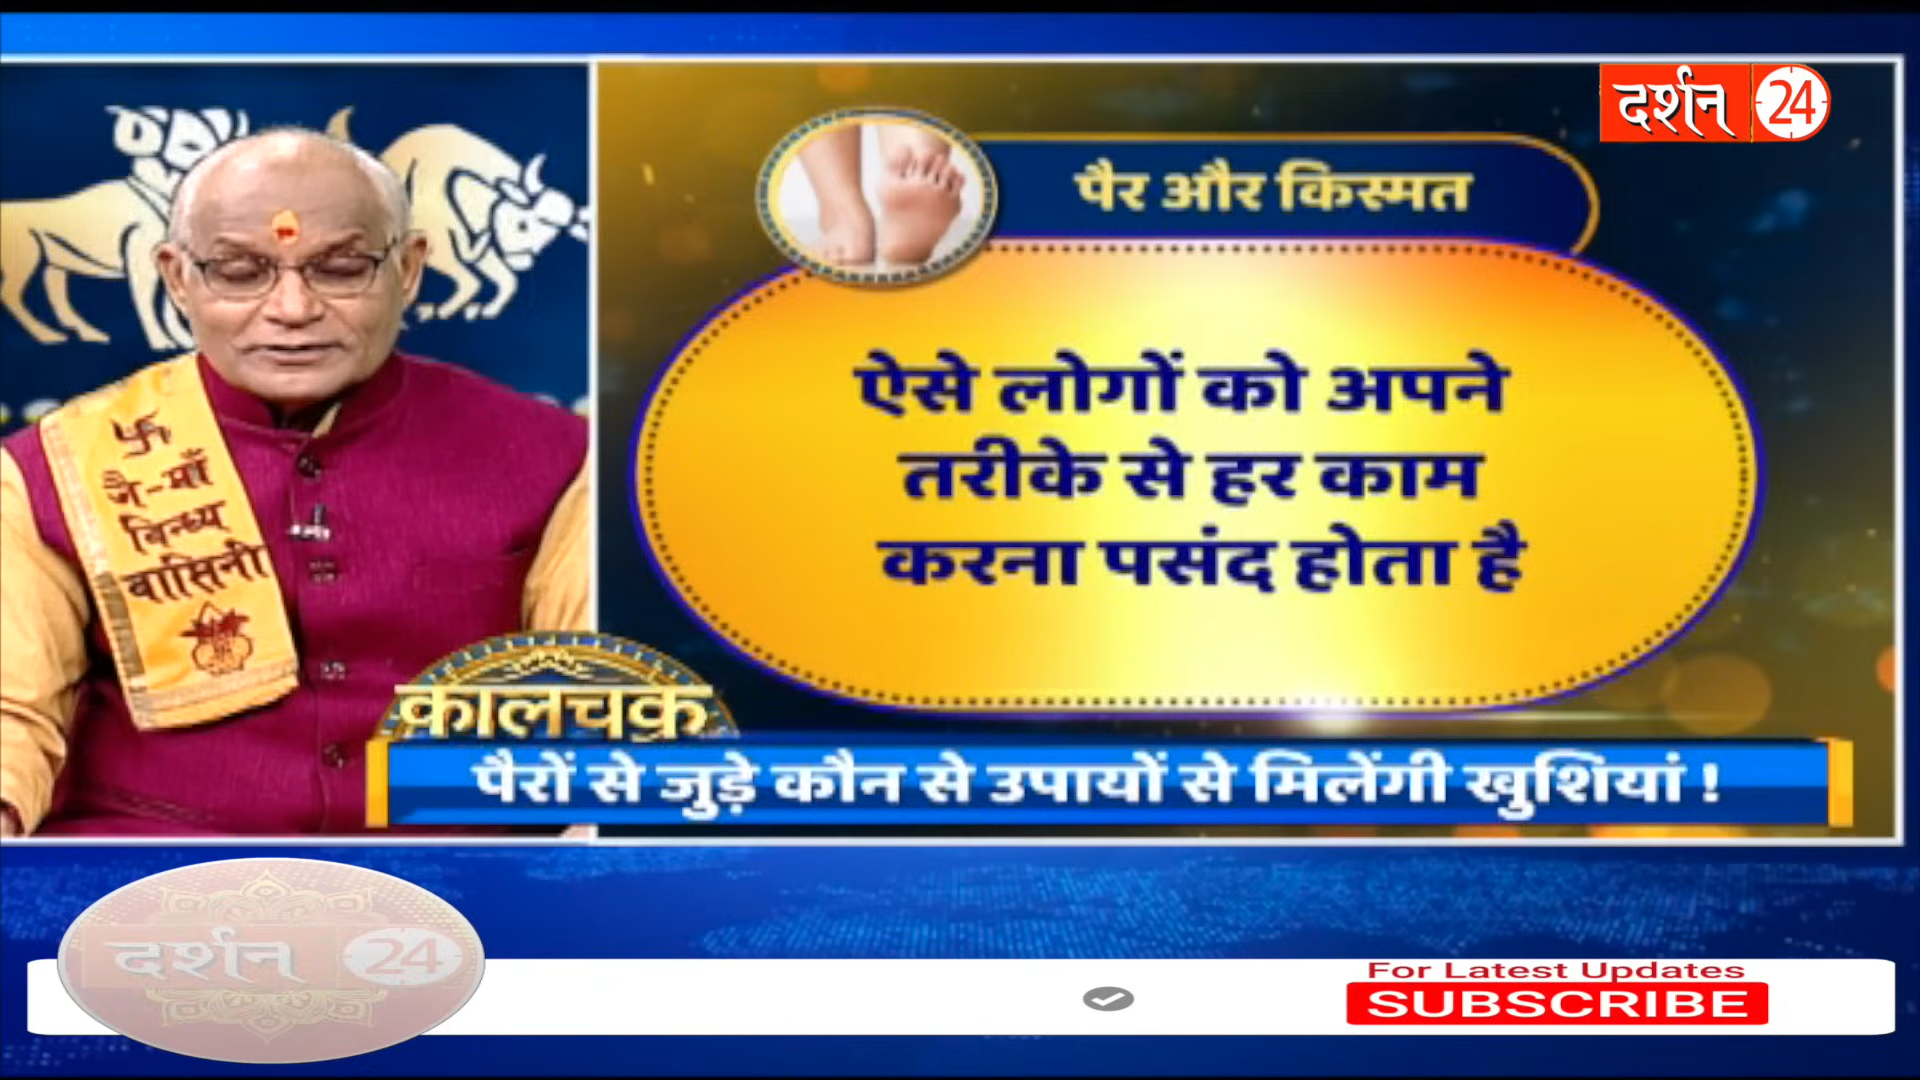 दर्शन 24
पैर और किस्मत
ऐसे लोगों को अपने
तरीके से हर काम
करना पसंद होता है
जै-माँ
विन्ध्य
वासिनी
कालचक्र
पैरों से जुड़े कौन से उपायों से मिलेंगी खुशियां !
दर्शन 24
For Latest Updates
SUBSCRIBE